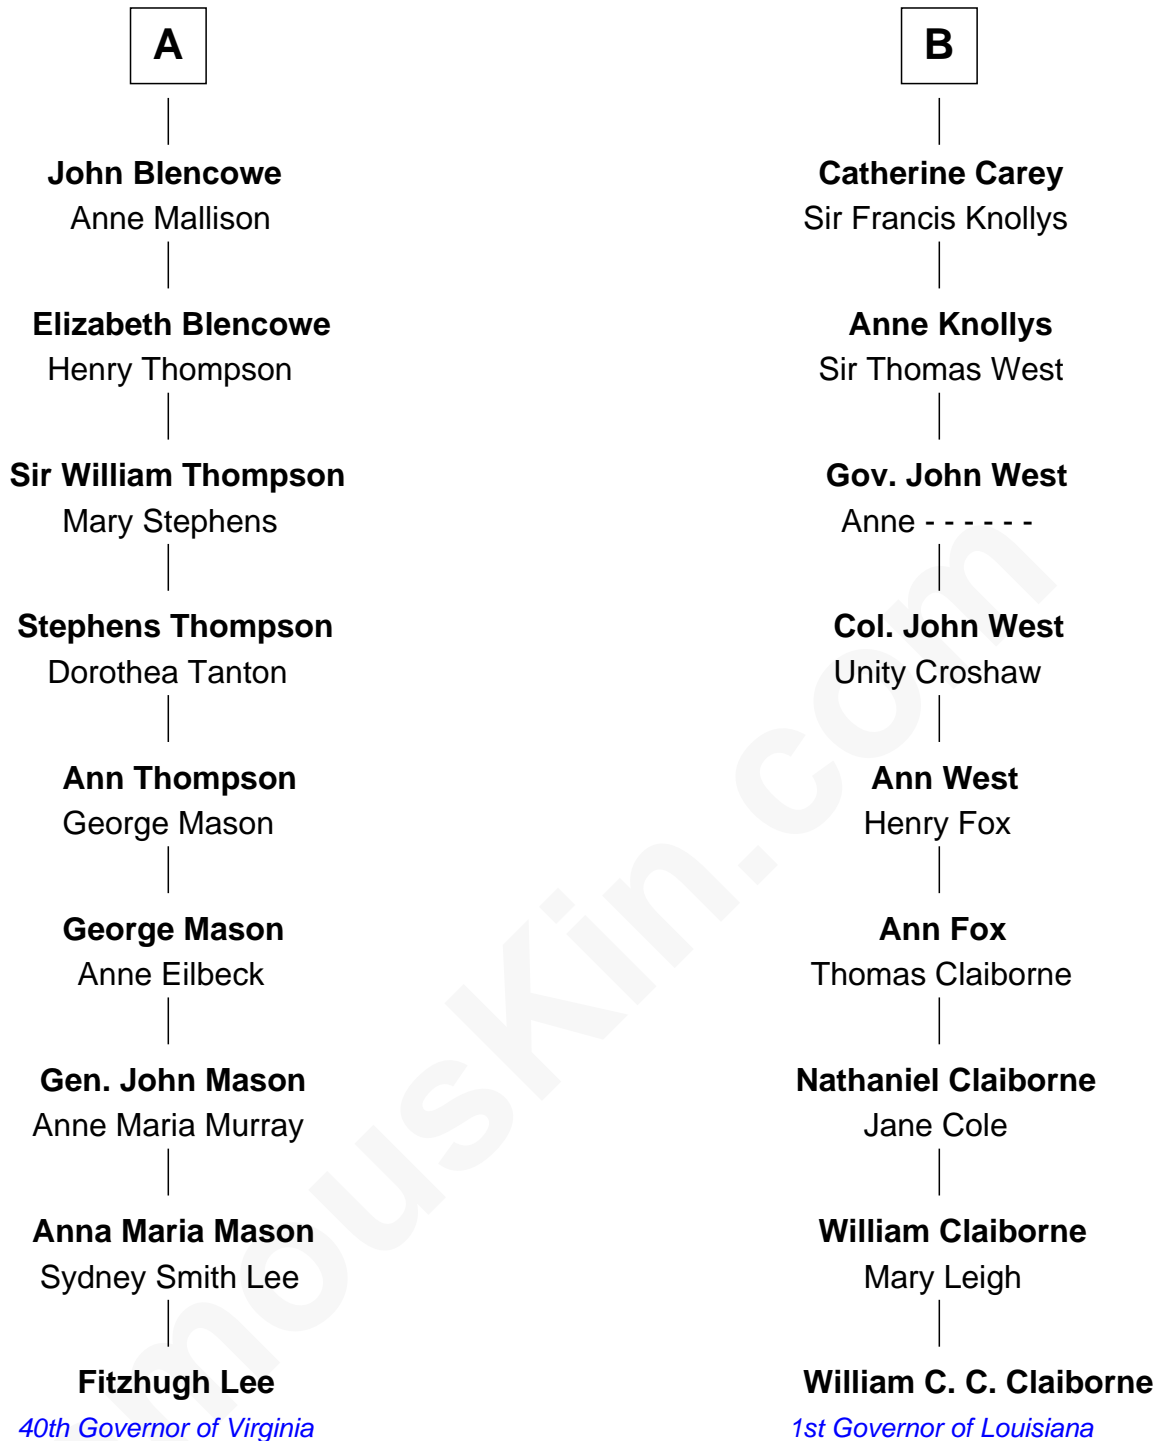 A
John Blencowe
Anne Mallison
Elizabeth Blencowe
Henry Thompson
Sir William Thompson
Mary Stephens
Stephens Thompson
Dorothea Tanton
Ann Thompson
George Mason
George Mason
Anne Eilbeck
Gen. John Mason
Anne Maria Murray
Anna Maria Mason
Sydney Smith Lee
Fitzhugh Lee
40th Governor of Virginia
B
Catherine Carey
Sir Francis Knollys
Anne Knollys
Sir Thomas West
Gov. John West
Anne - - - - - -
Col. John West
Unity Croshaw
Ann West
Henry Fox
Ann Fox
Thomas Claiborne
Nathaniel Claiborne
Jane Cole
William Claiborne
Mary Leigh
William C. C. Claiborne
1st Governor of Louisiana
mousKin.com